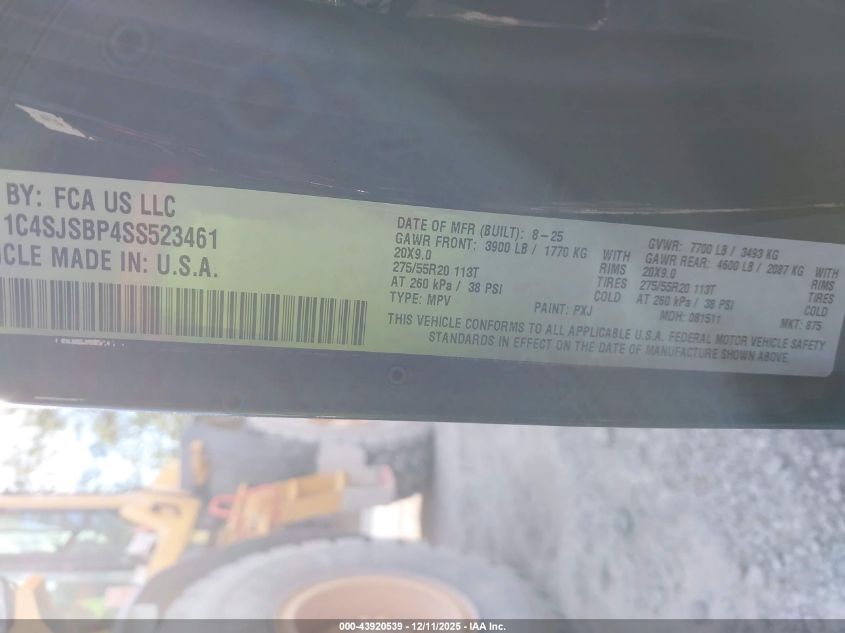 BY: FCA US LLC
1C4SJSBP4SS523461
CLE MADE IN: U.S.A.
DATE OF MFR (BUILT): 8-25
GAWR FRONT: 3900 LB / 1770 KG WITH
20X9.0 RIMS
275/55R20 113T TIRES
AT 260 kPa / 38 PSI COLD
TYPE: MPV
PAINT: PXJ
GVWR: 7700 LB / 3493 KG
GAWR REAR: 4600 LB / 2087 KG WITH
20X9.0 RIMS
275/55R20 113T TIRES
AT 260 kPa / 38 PSI COLD
MDH: 081511 MKT: 875
THIS VEHICLE CONFORMS TO ALL APPLICABLE U.S.A. FEDERAL MOTOR VEHICLE SAFETY
STANDARDS IN EFFECT ON THE DATE OF MANUFACTURE SHOWN ABOVE.
000-43920539 - 12/11/2025 - IAA Inc.